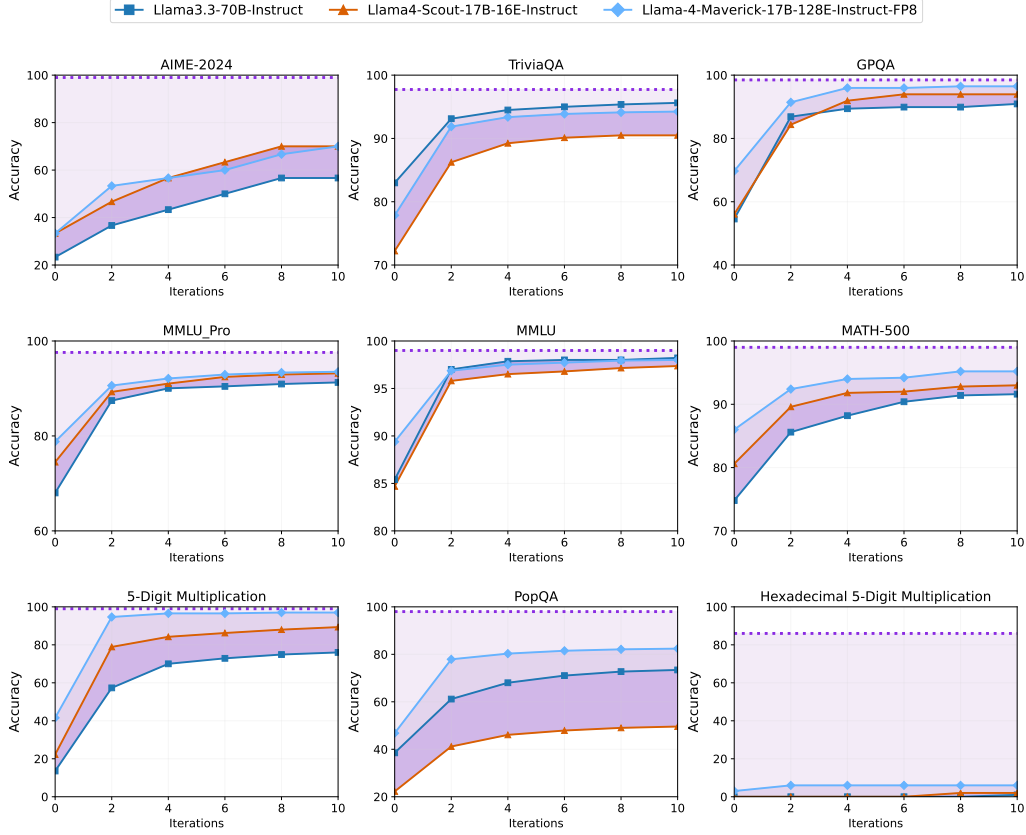 Llama3.3-70B-Instruct Llama4-Scout-17B-16E-Instruct Llama-4-Maverick-17B-128E-Instruct-FP8
AIME-2024
Accuracy
100
80
60
40
20
0 2 4 6 8 10
Iterations
TriviaQA
Accuracy
100
90
80
70
0 2 4 6 8 10
Iterations
GPQA
Accuracy
100
80
60
40
0 2 4 6 8 10
Iterations
MMLU_Pro
Accuracy
100
80
60
0 2 4 6 8 10
Iterations
MMLU
Accuracy
100
95
90
85
80
0 2 4 6 8 10
Iterations
MATH-500
Accuracy
100
90
80
70
0 2 4 6 8 10
Iterations
5-Digit Multiplication
Accuracy
100
80
60
40
20
0
0 2 4 6 8 10
Iterations
PopQA
Accuracy
100
80
60
40
20
0 2 4 6 8 10
Iterations
Hexadecimal 5-Digit Multiplication
Accuracy
100
80
60
40
20
0
0 2 4 6 8 10
Iterations